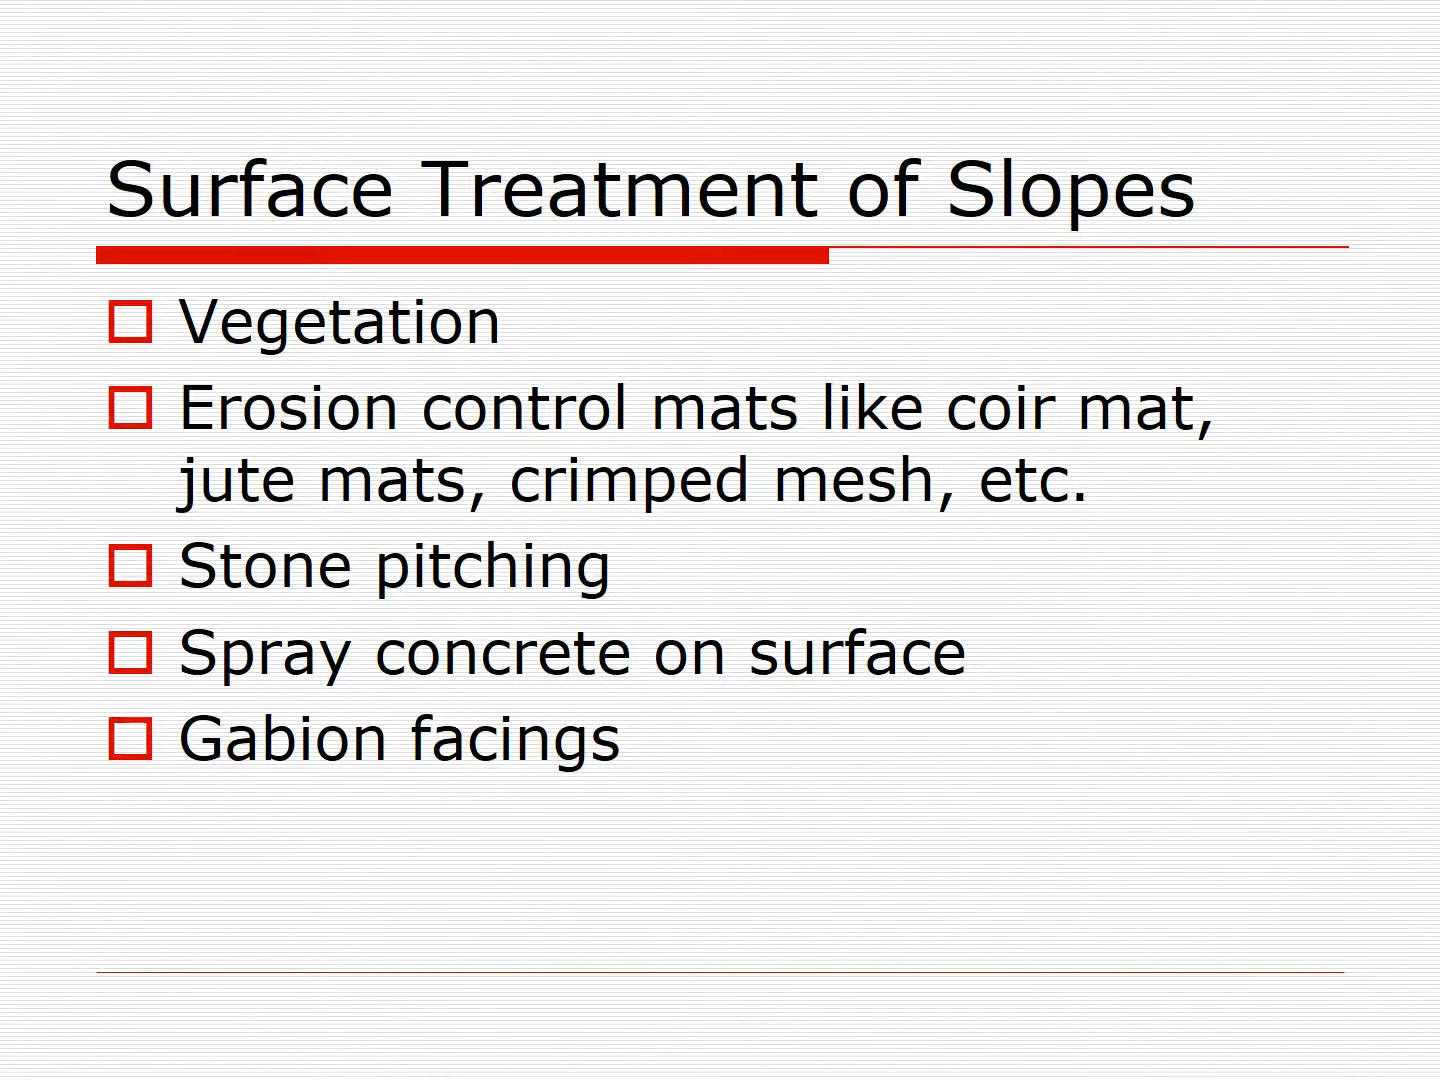 Surface Treatment of Slopes
Vegetation
Erosion control mats like coir mat,
jute mats, crimped mesh, etc.
Stone pitching
Spray concrete on surface
Gabion facings